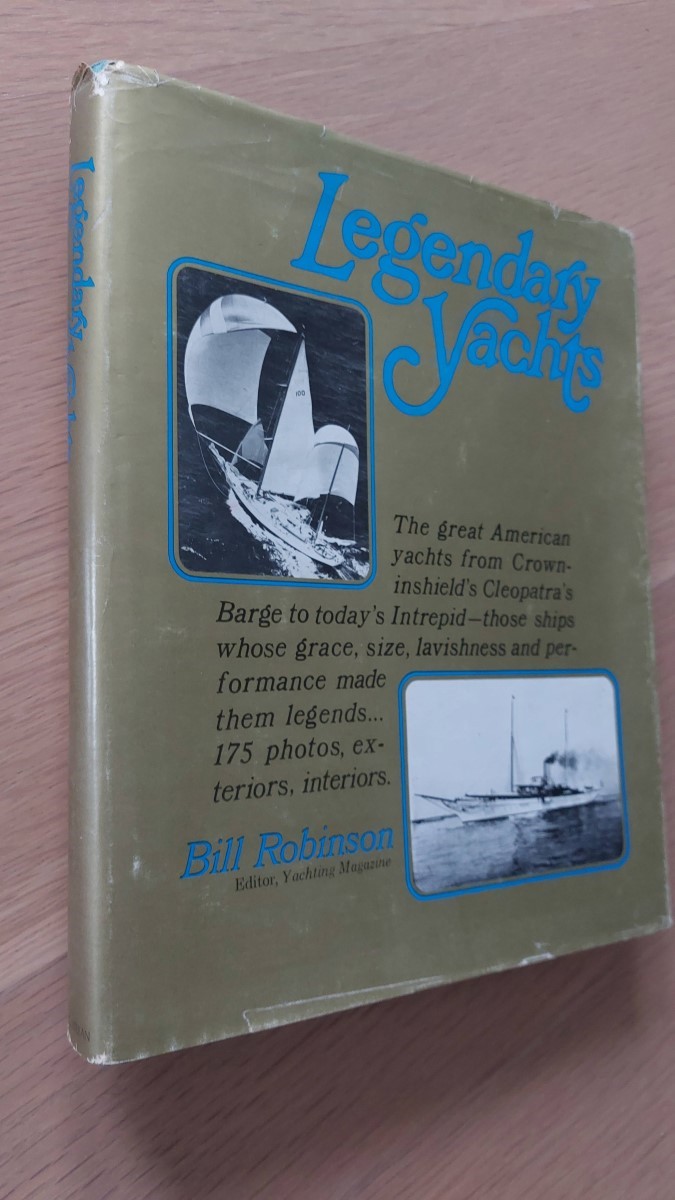 Legendary
Legendary
Yachts
100
The great American
yachts from Crown-
inshield's Cleopatra's
Barge to today's Intrepid—those ships
whose grace, size, lavishness and per-
formance made
them legends...
175 photos, ex-
teriors, interiors.
Bill Robinson
Editor, Yachting Magazine